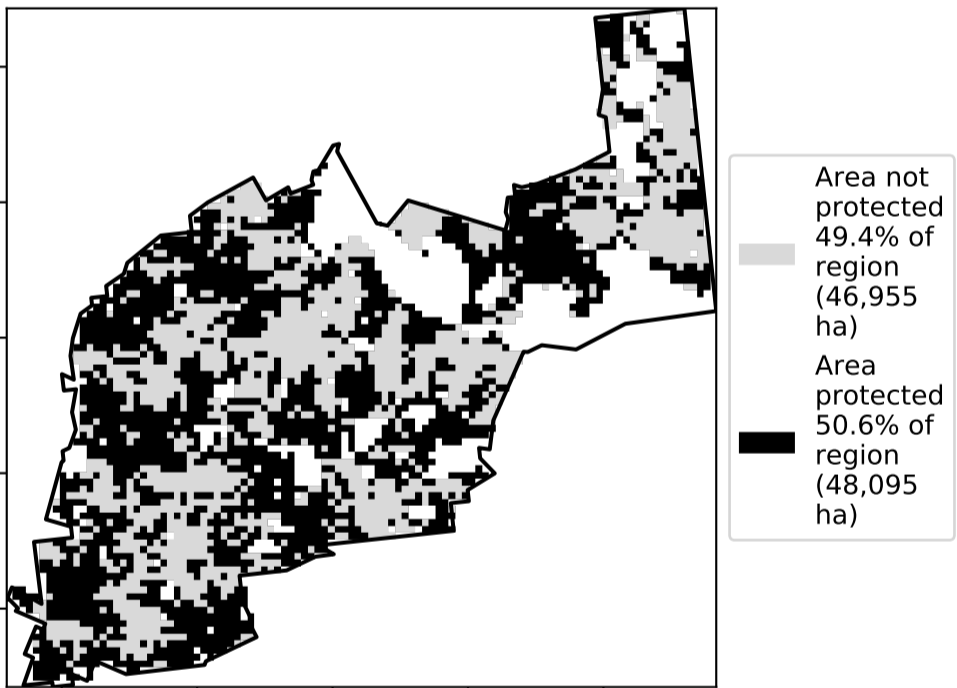 Area not
protected
49.4% of
region
(46,955
ha)
Area
protected
50.6% of
region
(48,095
ha)